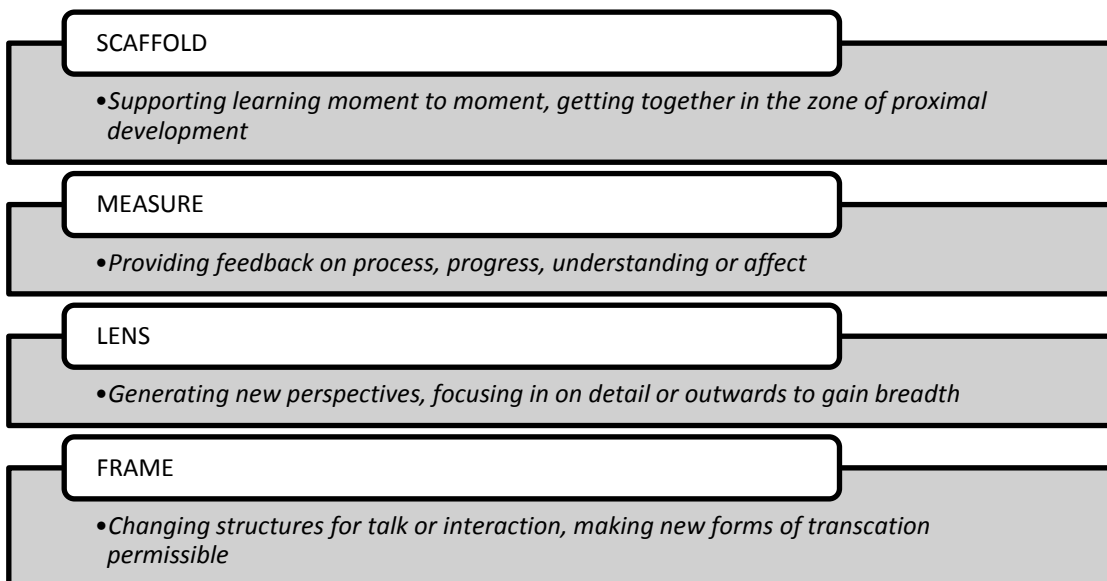 SCAFFOLD
•Supporting learning moment to moment, getting together in the zone of proximal
development
MEASURE
•Providing feedback on process, progress, understanding or affect
LENS
•Generating new perspectives, focusing in on detail or outwards to gain breadth
FRAME
•Changing structures for talk or interaction, making new forms of transcation
permissible